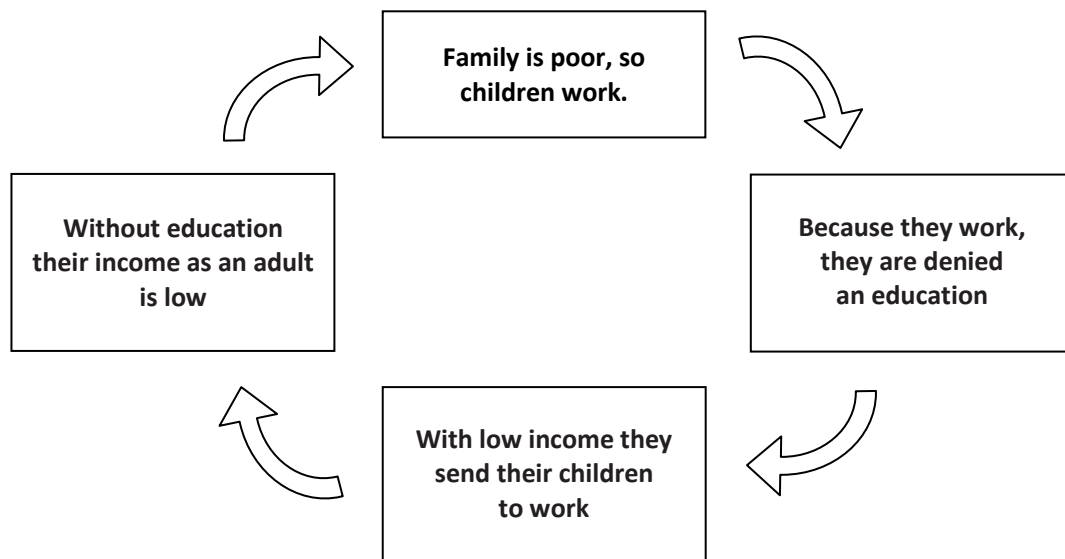 Family is poor, so
children work.
Because they work,
they are denied
an education
With low income they
send their children
to work
Without education
their income as an adult
is low